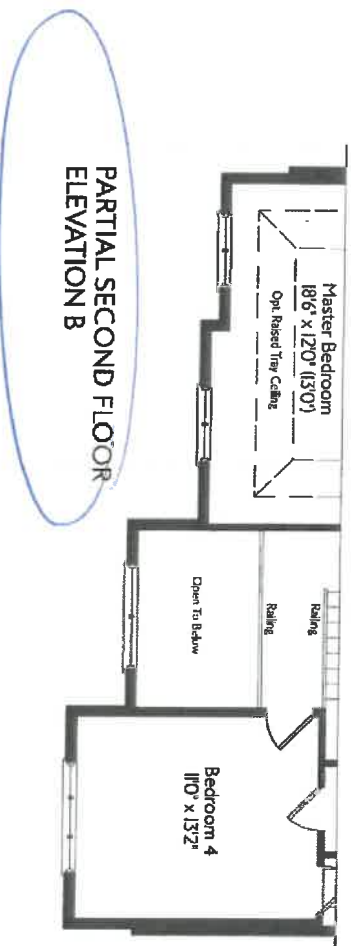 Master Bedroom
18'6" x 12'0" (13'0")
Opt. Raised Tray Ceiling
Railing
Railing
Open To Below
Bedroom 4
11'0" x 13'2"
PARTIAL SECOND FLOOR
ELEVATION B